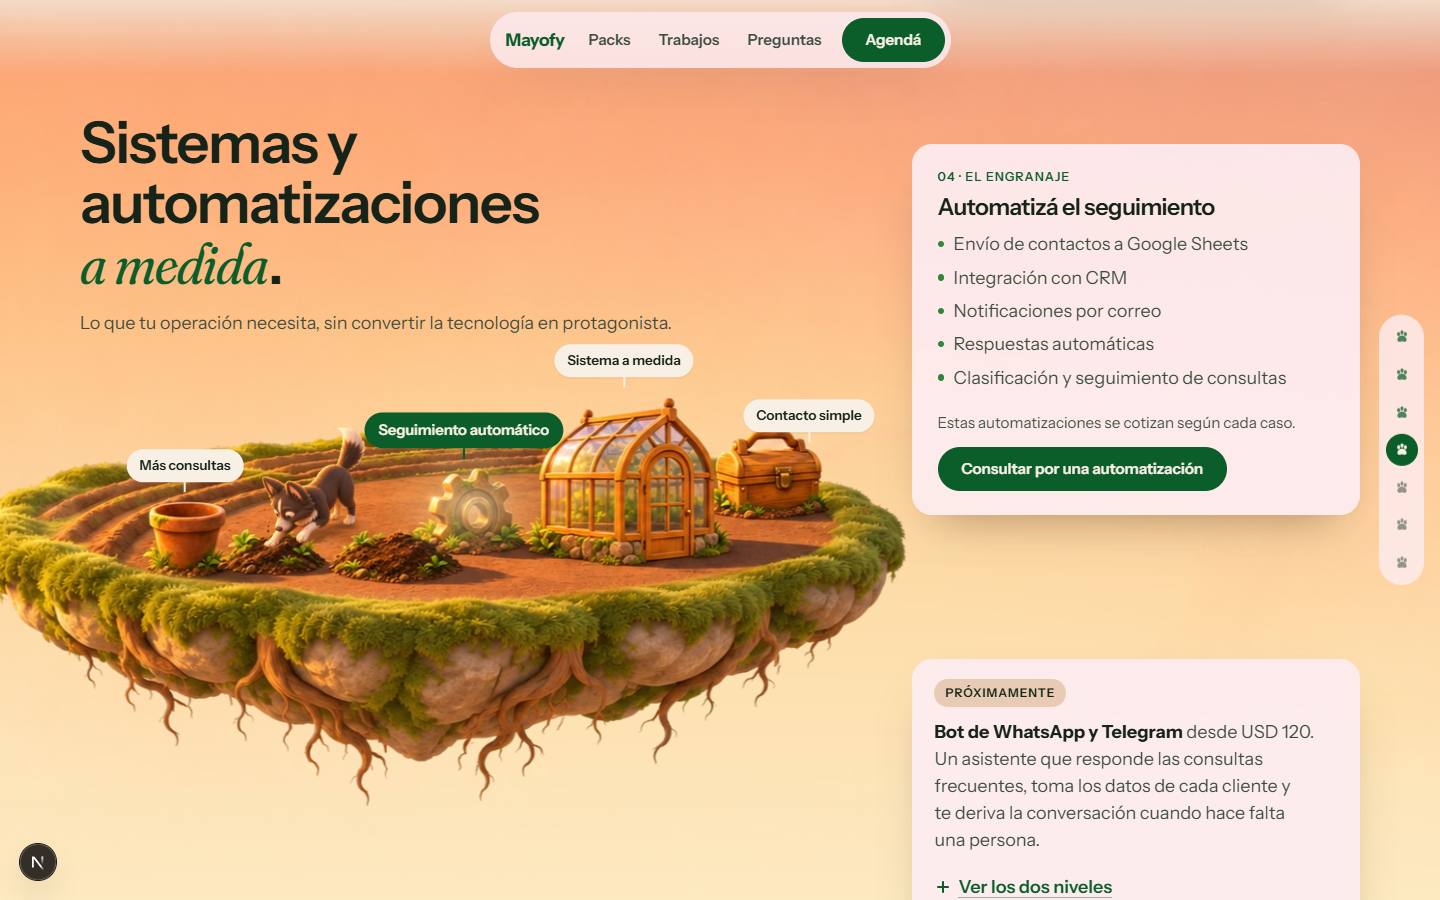 Mayofy
Packs
Trabajos
Preguntas
Agendá
Sistemas y
automatizaciones
a medida.
Lo que tu operación necesita, sin convertir la tecnología en protagonista.
Sistema a medida
Contacto simple
Seguimiento automático
Más consultas
04 · EL ENGRANAJE
Automatizá el seguimiento
Envío de contactos a Google Sheets
Integración con CRM
Notificaciones por correo
Respuestas automáticas
Clasificación y seguimiento de consultas
Estas automatizaciones se cotizan según cada caso.
Consultar por una automatización
PRÓXIMAMENTE
Bot de WhatsApp y Telegram desde USD 120.
Un asistente que responde las consultas
frecuentes, toma los datos de cada cliente y
te deriva la conversación cuando hace falta
una persona.
+ Ver los dos niveles
N